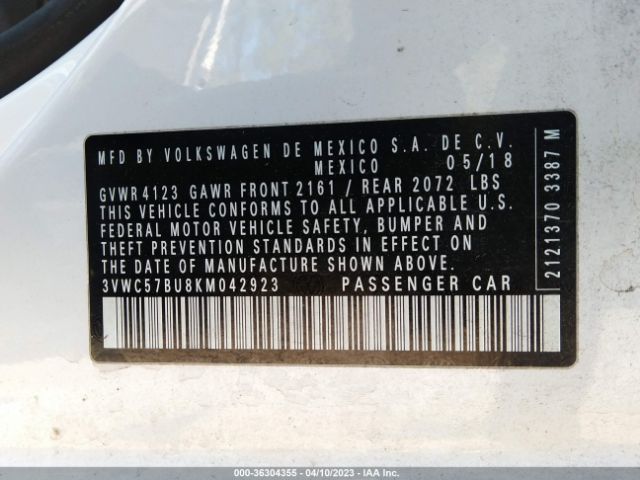 MFD BY VOLKSWAGEN DE MEXICO S.A. DE C.V.
MEXICO 05/18
GVWR 4123 GAWR FRONT 2161 / REAR 2072 LBS
THIS VEHICLE CONFORMS TO ALL APPLICABLE U.S.
FEDERAL MOTOR VEHICLE SAFETY, BUMPER AND
THEFT PREVENTION STANDARDS IN EFFECT ON
THE DATE OF MANUFACTURE SHOWN ABOVE.
3VWC57BU8KM042923 PASSENGER CAR
2121370 3387 M
000-36304355 - 04/10/2023 - IAA Inc.